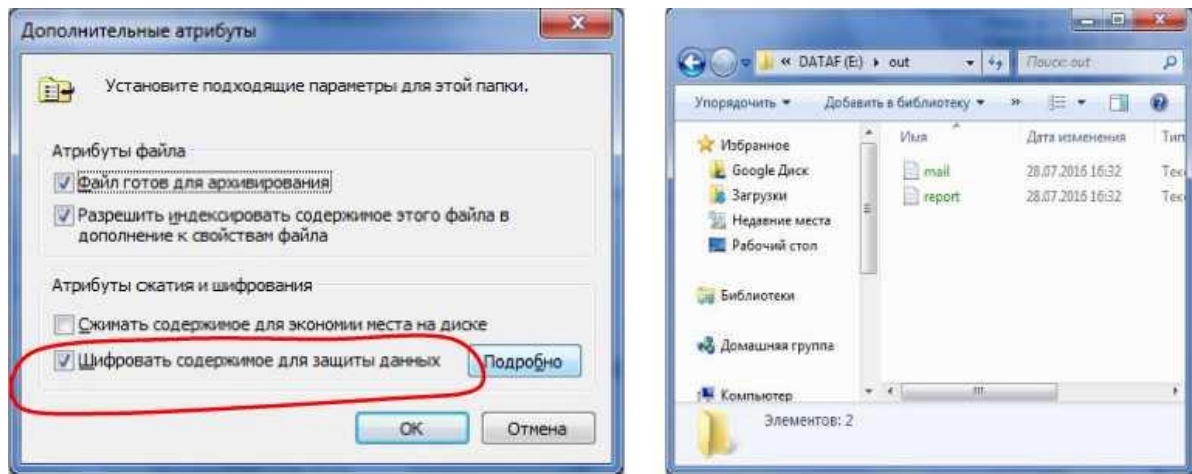 Дополнительные атрибуты
Установите подходящие параметры для этой папки.
Атрибуты файла
Файл готов для архивирования
Разрешить индексировать содержимое этого файла в
дополнение к свойствам файла
Атрибуты сжатия и шифрования
Сжимать содержимое для экономии места на диске
Шифровать содержимое для защиты данных
Подробно
ОК
Отмена
« DATAF (E:) ▸ out
Поиск: out
Упорядочить
Добавить в библиотеку
»
Избранное
Google Диск
Загрузки
Недавние места
Рабочий стол
Библиотеки
Домашняя группа
Компьютер
Имя
Дата изменения
Тип
mail
28.07.2016 16:32
Тек
report
28.07.2016 16:32
Тек
Элементов: 2